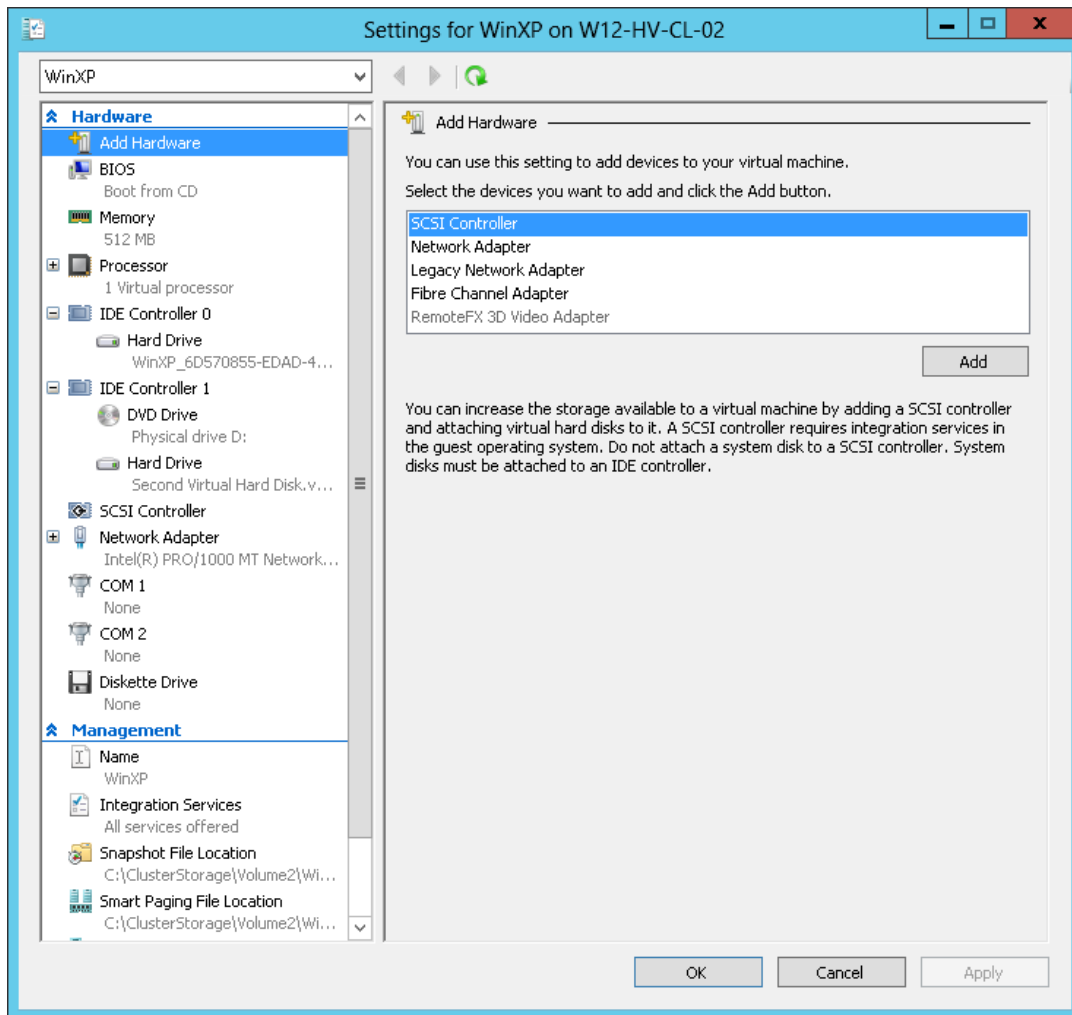 Settings for WinXP on W12-HV-CL-02
WinXP
Hardware
Add Hardware
BIOS
Boot from CD
Memory
512 MB
Processor
1 Virtual processor
IDE Controller 0
Hard Drive
WinXP_6D570855-EDAD-4...
IDE Controller 1
DVD Drive
Physical drive D:
Hard Drive
Second Virtual Hard Disk.v...
SCSI Controller
Network Adapter
Intel(R) PRO/1000 MT Network...
COM 1
None
COM 2
None
Diskette Drive
None
Management
Name
WinXP
Integration Services
All services offered
Snapshot File Location
C:\ClusterStorage\Volume2\Wi...
Smart Paging File Location
C:\ClusterStorage\Volume2\Wi...
Add Hardware
You can use this setting to add devices to your virtual machine.
Select the devices you want to add and click the Add button.
SCSI Controller
Network Adapter
Legacy Network Adapter
Fibre Channel Adapter
RemoteFX 3D Video Adapter
Add
You can increase the storage available to a virtual machine by adding a SCSI controller
and attaching virtual hard disks to it. A SCSI controller requires integration services in
the guest operating system. Do not attach a system disk to a SCSI controller. System
disks must be attached to an IDE controller.
OK
Cancel
Apply